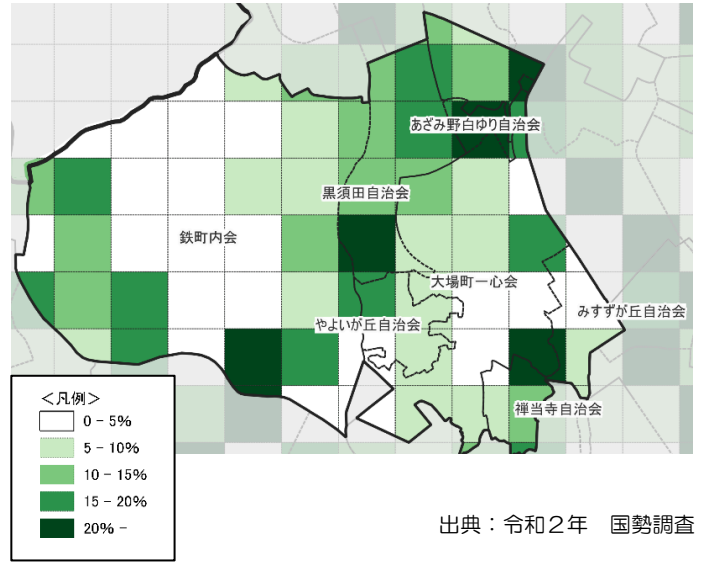 あざみ野白ゆり自治会
黒須田自治会
鉄町内会
大場町一心会
みすずが丘自治会
やよいが丘自治会
禅当寺自治会
＜凡例＞
0 - 5%
5 - 10%
10 - 15%
15 - 20%
20% -
出典：令和２年　国勢調査